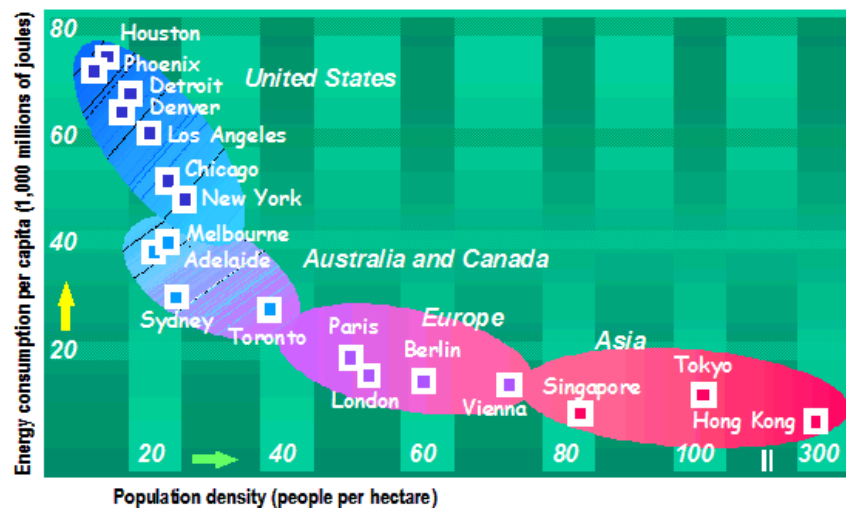 80
Houston
Phoenix
United States
Detroit
Denver
60
Los Angeles
Chicago
New York
40
Melbourne
Adelaide
Australia and Canada
Sydney
Toronto
20
Paris
Europe
Berlin
London
Vienna
Asia
Singapore
Tokyo
Hong Kong
20
40
60
80
100
300
Energy consumption per capita (1,000 millions of joules)
Population density (people per hectare)